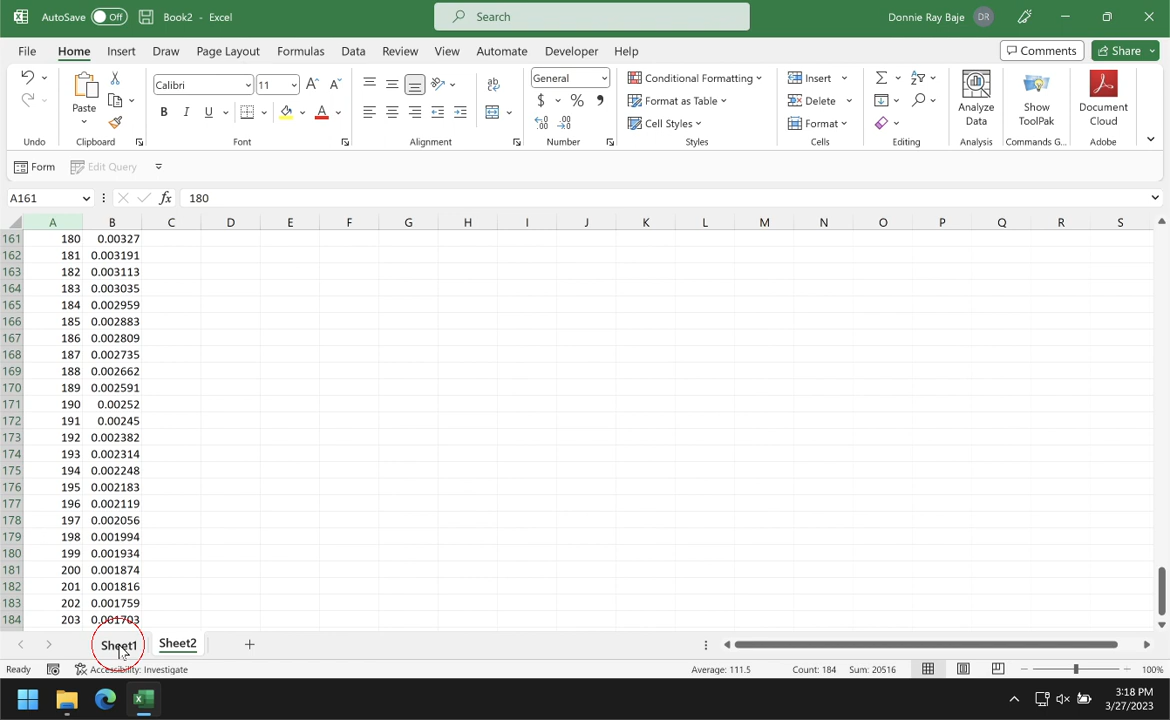 AutoSave Off Book2 - Excel Search Donnie Ray Baje DR
File Home Insert Draw Page Layout Formulas Data Review View Automate Developer Help Comments Share
Calibri 11 General Conditional Formatting Insert
Paste $ % Format as Table Delete Analyze Data Show ToolPak Document Cloud
B I U A Cell Styles Format
Undo Clipboard Font Alignment Number Styles Cells Editing Analysis Commands G... Adobe
Form Edit Query
A161 fx 180
A B C D E F G H I J K L M N O P Q R S
161 180 0.00327
162 181 0.003191
163 182 0.003113
164 183 0.003035
165 184 0.002959
166 185 0.002883
167 186 0.002809
168 187 0.002735
169 188 0.002662
170 189 0.002591
171 190 0.00252
172 191 0.00245
173 192 0.002382
174 193 0.002314
175 194 0.002248
176 195 0.002183
177 196 0.002119
178 197 0.002056
179 198 0.001994
180 199 0.001934
181 200 0.001874
182 201 0.001816
183 202 0.001759
184 203 0.001703
Sheet1 Sheet2
Ready Accessibility: Investigate Average: 111.5 Count: 184 Sum: 20516 100%
3:18 PM
3/27/2023